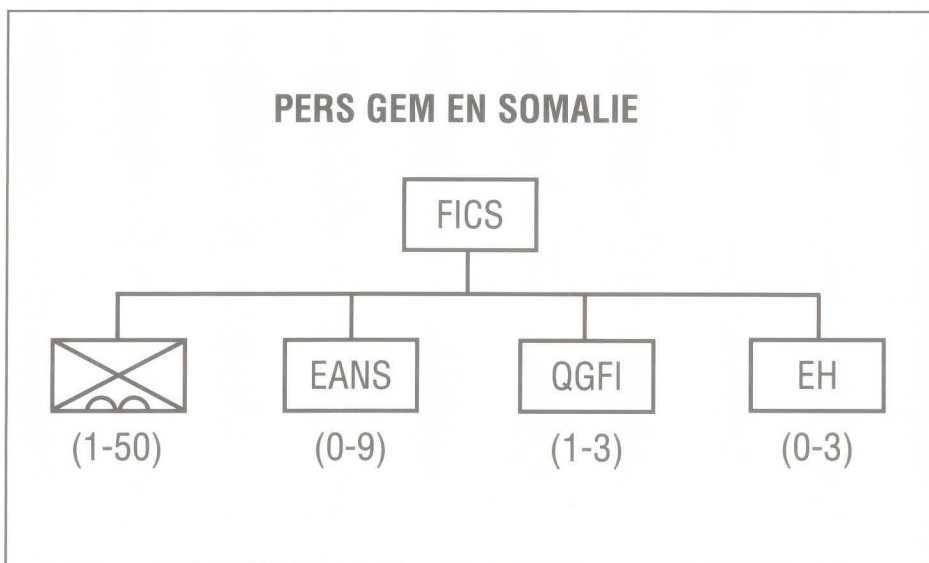 PERS GEM EN SOMALIE
FICS
EANS
QGFI
EH
(1-50)
(0-9)
(1-3)
(0-3)